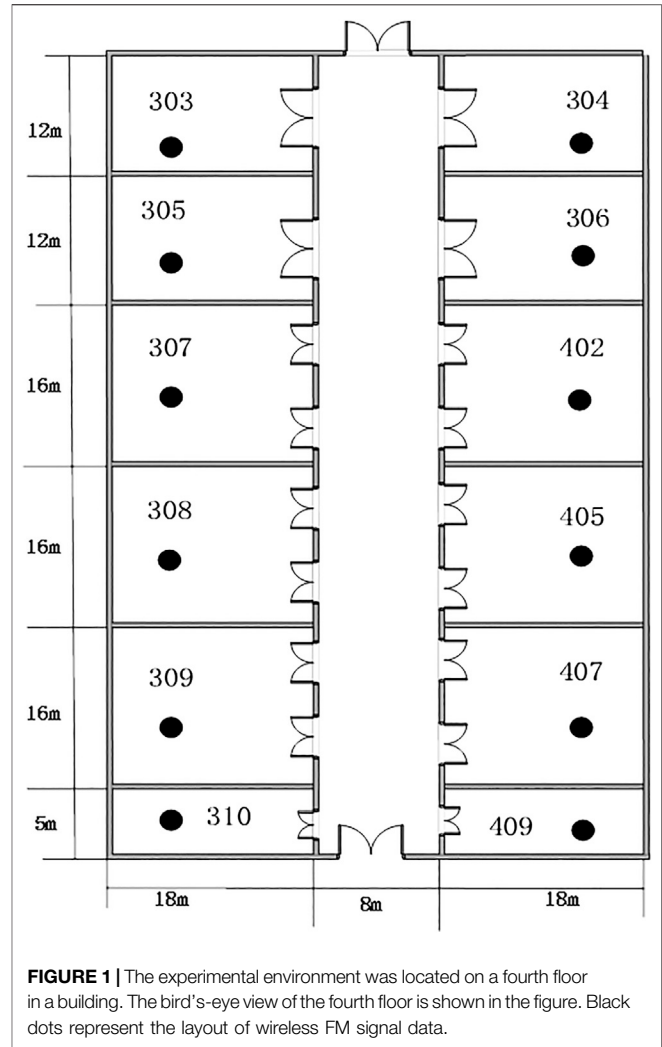 303
304
12m
305
306
12m
307
402
16m
308
405
16m
309
407
16m
310
409
5m
18m
8m
18m
FIGURE 1 | The experimental environment was located on a fourth floor
in a building. The bird's-eye view of the fourth floor is shown in the figure. Black
dots represent the layout of wireless FM signal data.